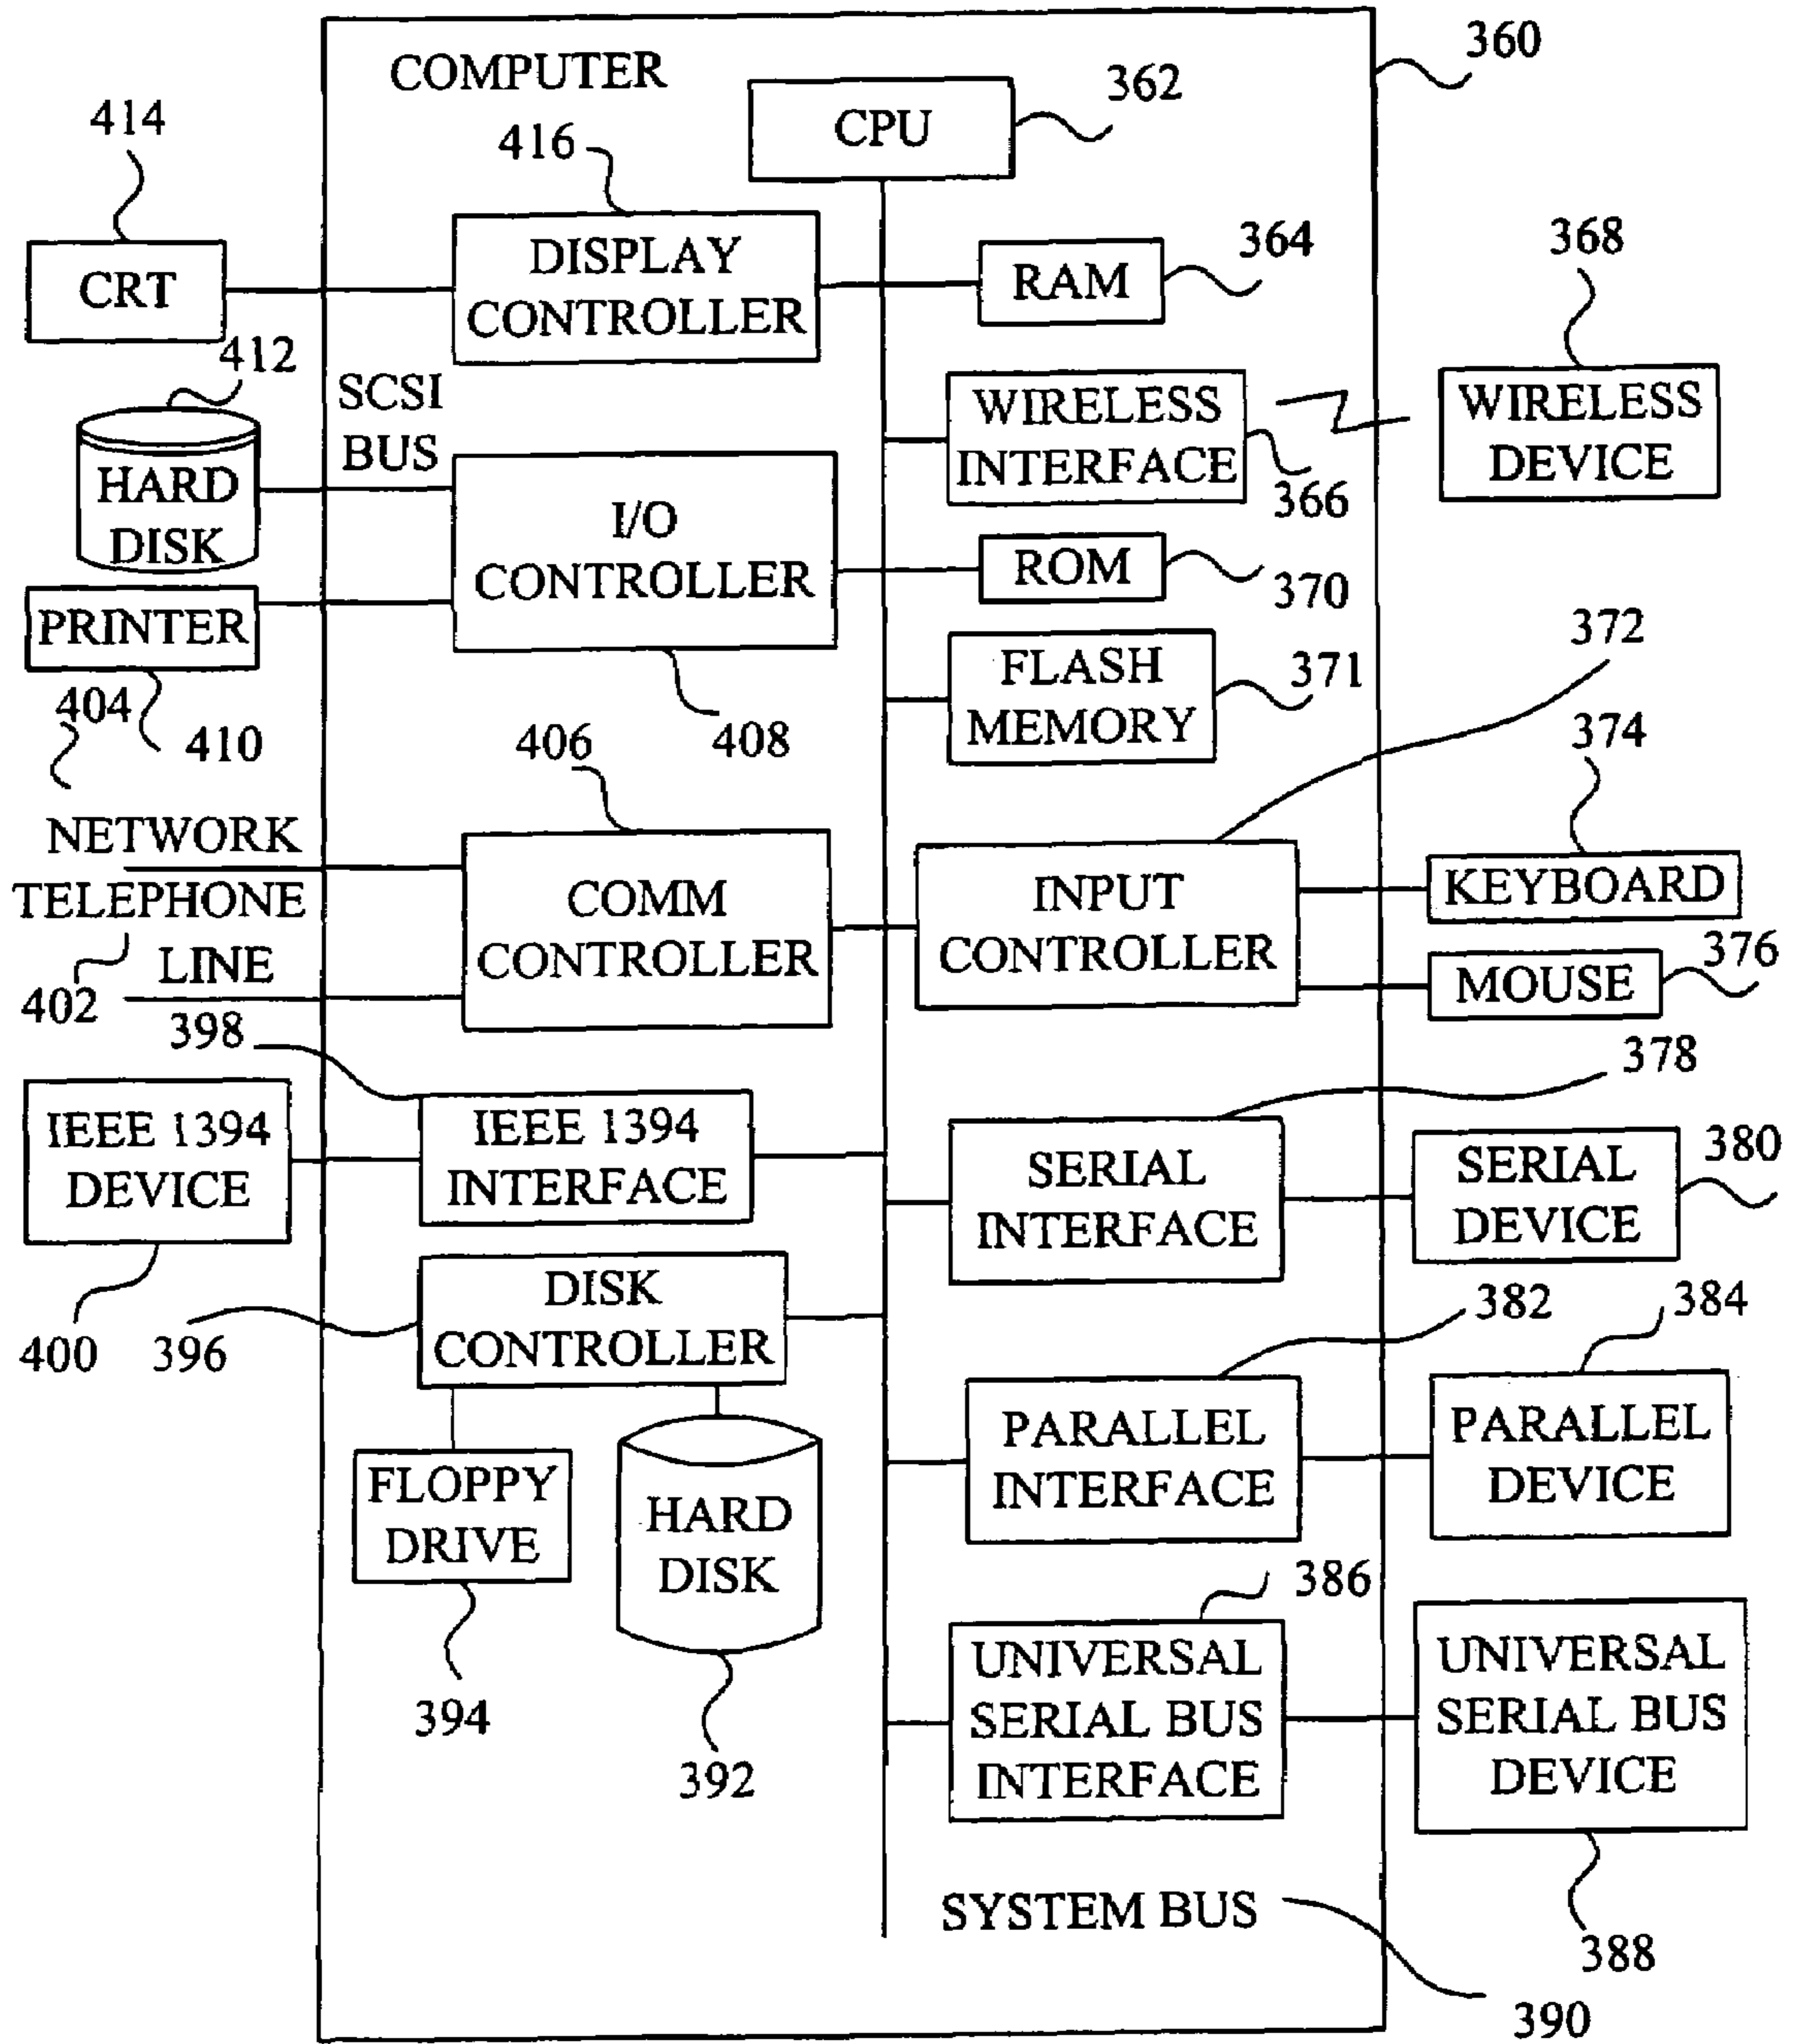 360
COMPUTER
362
CPU
414
416
364
368
CRT
DISPLAY
CONTROLLER
RAM
412
SCSI
BUS
WIRELESS
INTERFACE
366
WIRELESS
DEVICE
HARD
DISK
I/O
CONTROLLER
ROM
370
PRINTER
372
FLASH
MEMORY
371
404
410
406
408
374
NETWORK
TELEPHONE
LINE
402
COMM
CONTROLLER
INPUT
CONTROLLER
KEYBOARD
MOUSE
376
398
378
IEEE 1394
DEVICE
IEEE 1394
INTERFACE
SERIAL
INTERFACE
SERIAL
DEVICE
380
400
396
DISK
CONTROLLER
382
384
PARALLEL
INTERFACE
PARALLEL
DEVICE
FLOPPY
DRIVE
HARD
DISK
386
394
392
UNIVERSAL
SERIAL BUS
INTERFACE
UNIVERSAL
SERIAL BUS
DEVICE
SYSTEM BUS
388
390